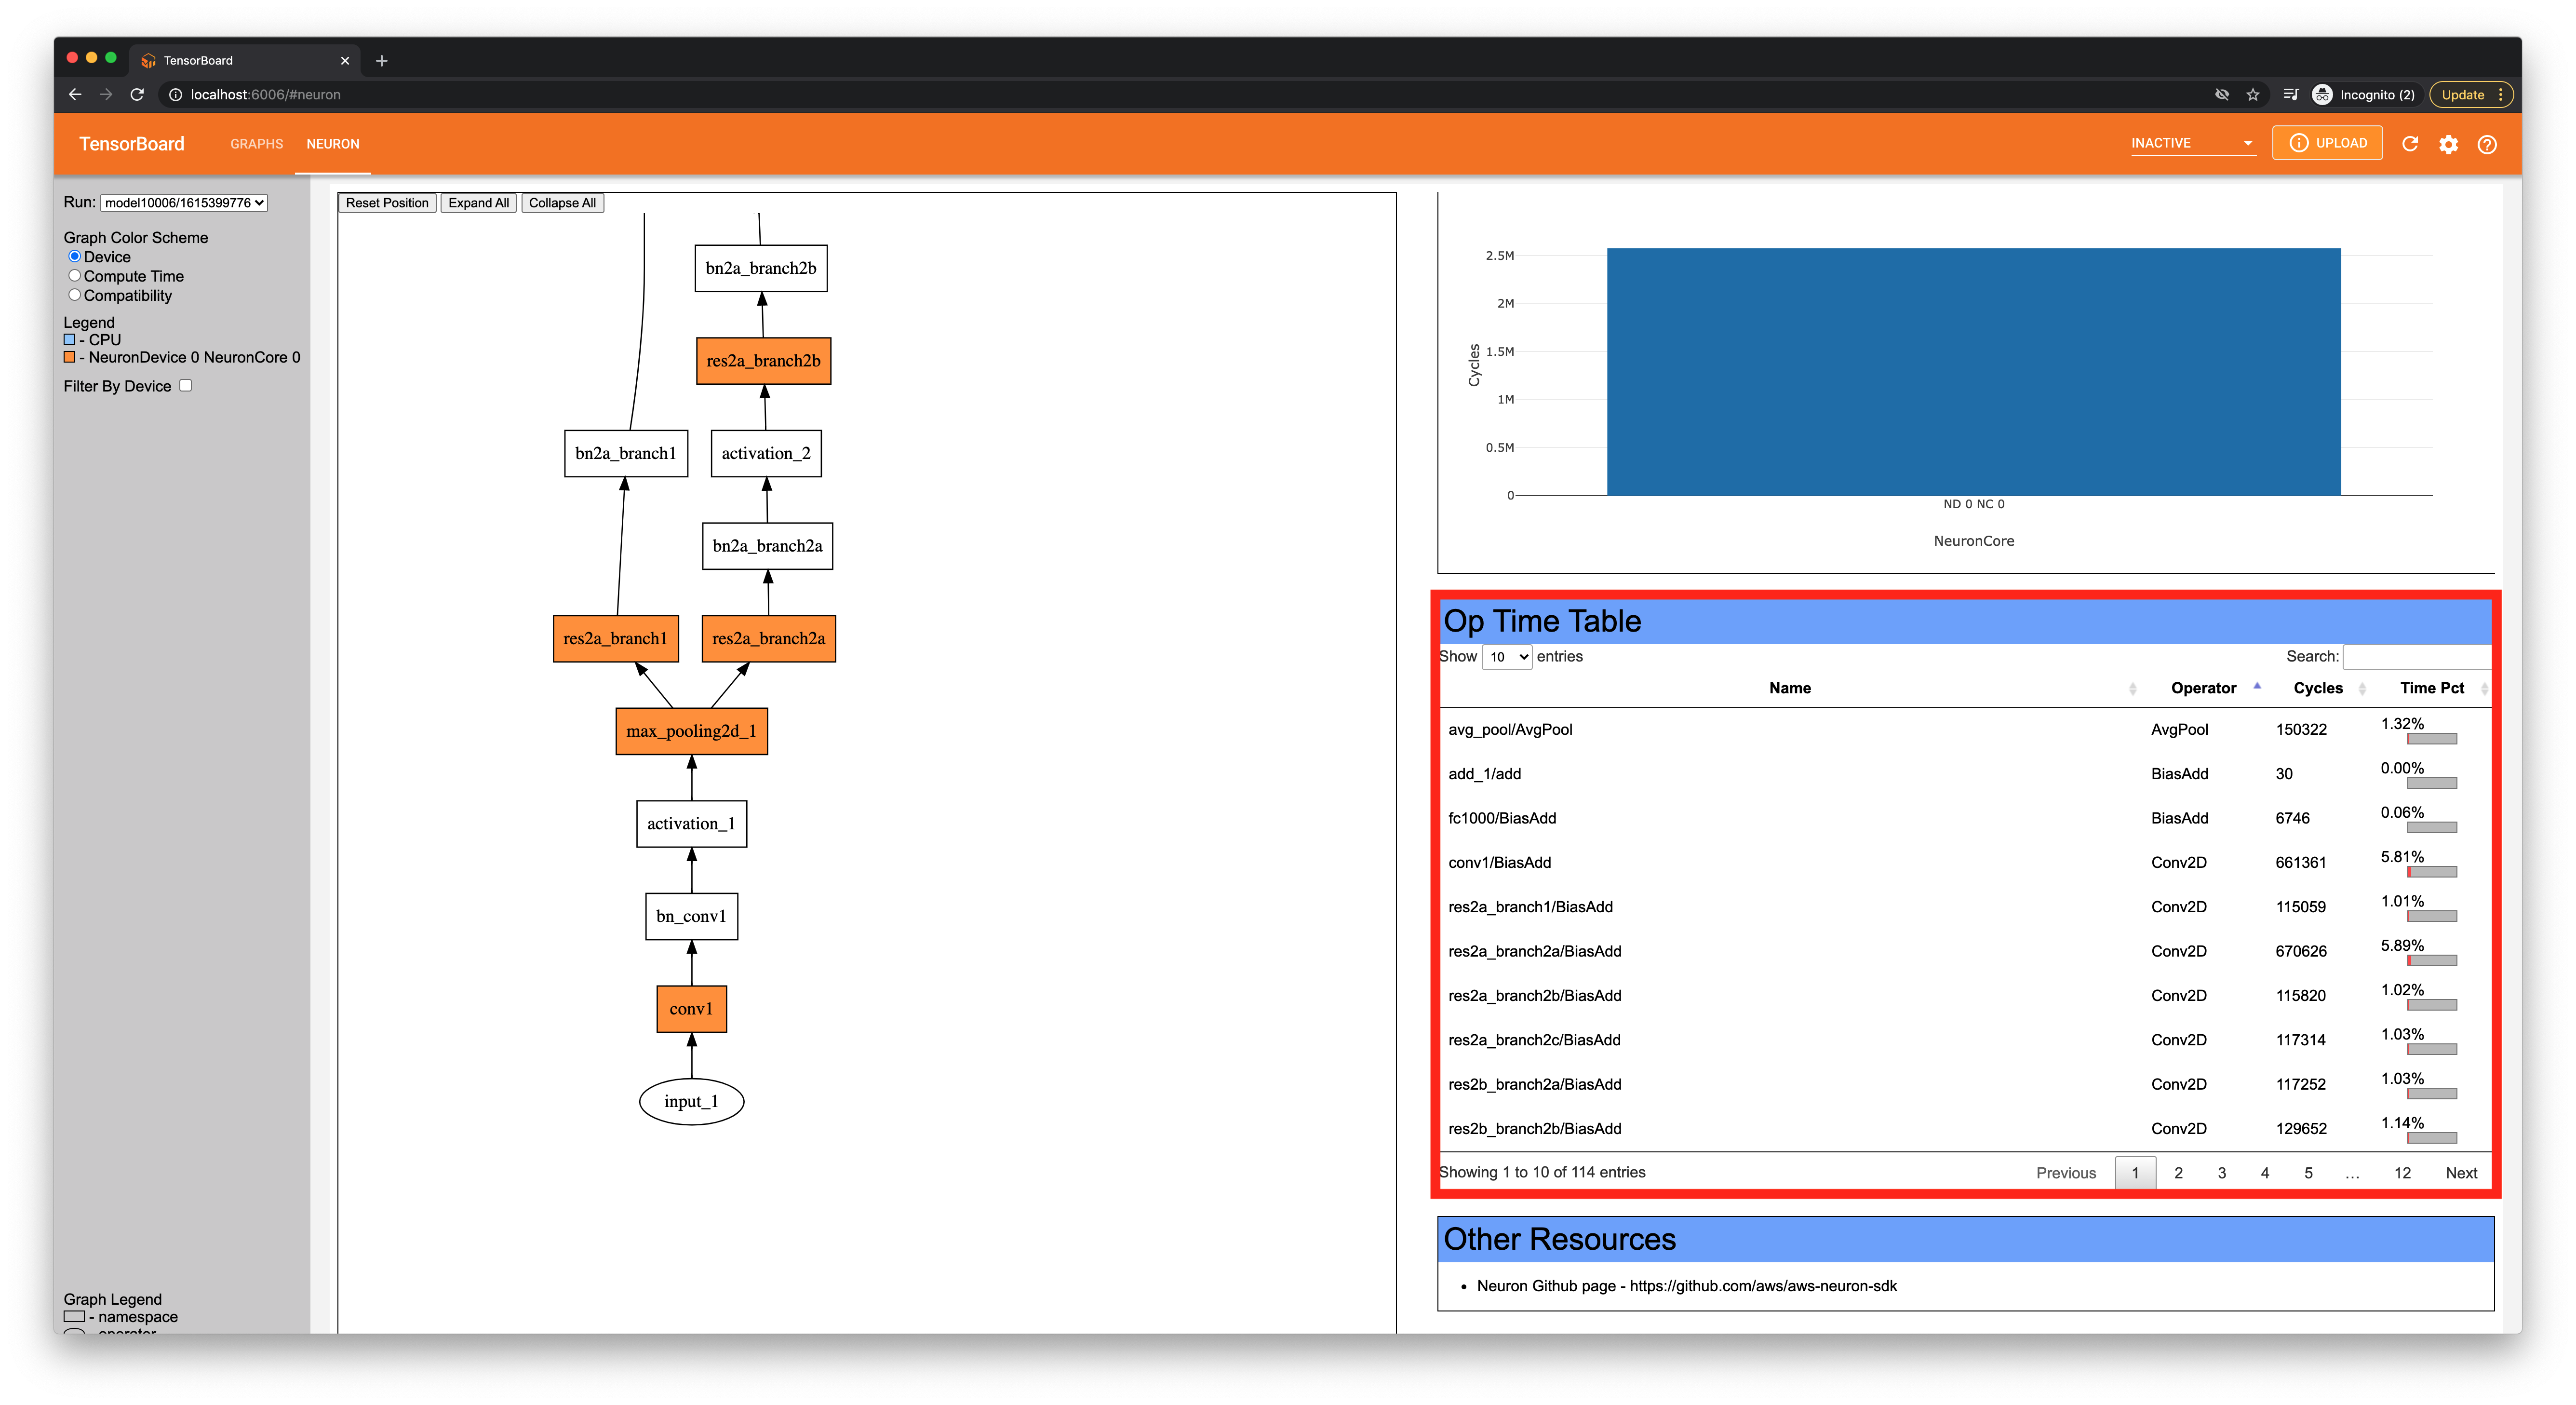 TensorBoard
localhost:6006/#neuron
Incognito (2)
Update
TensorBoard
GRAPHS
NEURON
INACTIVE
UPLOAD
Run: model10006/1615399776
Graph Color Scheme
Device
Compute Time
Compatibility
Legend
- CPU
- NeuronDevice 0 NeuronCore 0
Filter By Device
Graph Legend
- namespace
- operator
Reset Position
Expand All
Collapse All
bn2a_branch2b
res2a_branch2b
bn2a_branch1
activation_2
bn2a_branch2a
res2a_branch1
res2a_branch2a
max_pooling2d_1
activation_1
bn_conv1
conv1
input_1
2.5M
2M
1.5M
1M
0.5M
0
Cycles
ND 0 NC 0
NeuronCore
Op Time Table
Show 10 entries
Search:
Name Operator Cycles Time Pct
avg_pool/AvgPool AvgPool 150322 1.32%
add_1/add BiasAdd 30 0.00%
fc1000/BiasAdd BiasAdd 6746 0.06%
conv1/BiasAdd Conv2D 661361 5.81%
res2a_branch1/BiasAdd Conv2D 115059 1.01%
res2a_branch2a/BiasAdd Conv2D 670626 5.89%
res2a_branch2b/BiasAdd Conv2D 115820 1.02%
res2a_branch2c/BiasAdd Conv2D 117314 1.03%
res2b_branch2a/BiasAdd Conv2D 117252 1.03%
res2b_branch2b/BiasAdd Conv2D 129652 1.14%
Showing 1 to 10 of 114 entries
Previous 1 2 3 4 5 … 12 Next
Other Resources
• Neuron Github page - https://github.com/aws/aws-neuron-sdk